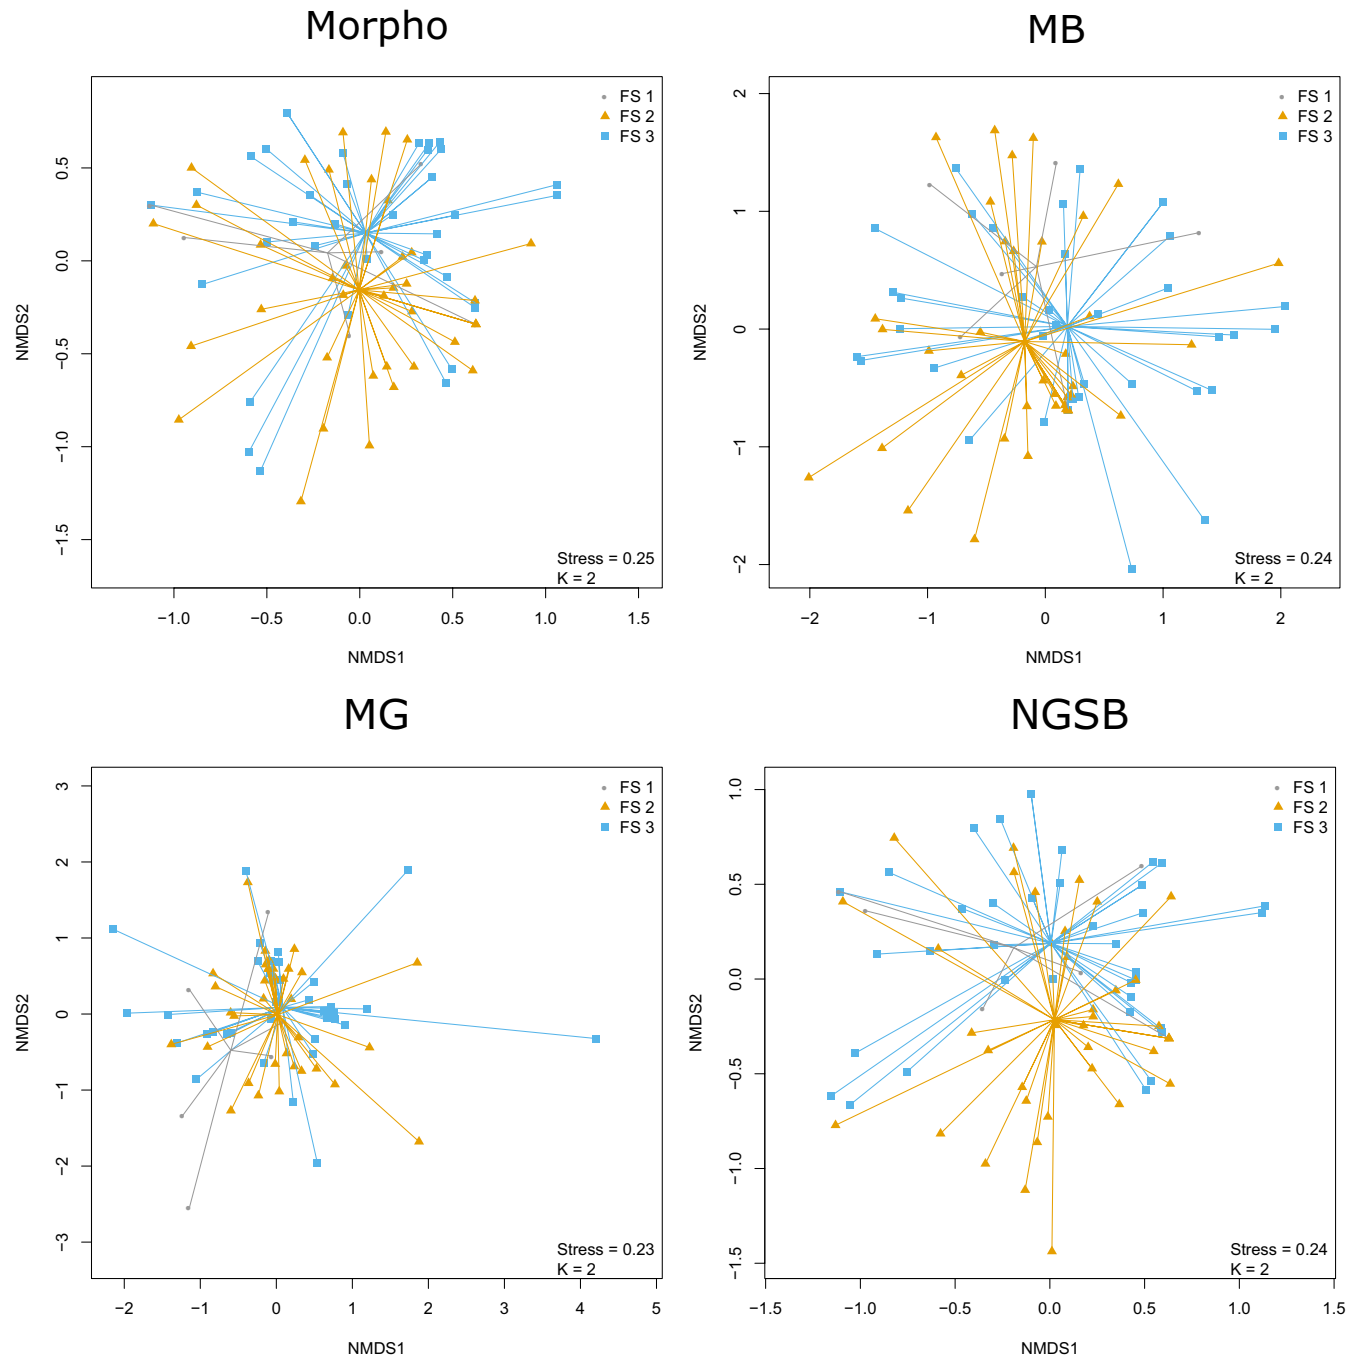 Morpho
FS 1
FS 2
FS 3
0.5
0.0
−0.5
−1.0
−1.5
NMDS2
Stress = 0.25
K = 2
−1.0 −0.5 0.0 0.5 1.0 1.5
NMDS1
MB
FS 1
FS 2
FS 3
2
1
0
−1
−2
NMDS2
Stress = 0.24
K = 2
−2 −1 0 1 2
NMDS1
MG
FS 1
FS 2
FS 3
3
2
1
0
−1
−2
−3
NMDS2
Stress = 0.23
K = 2
−2 −1 0 1 2 3 4 5
NMDS1
NGSB
FS 1
FS 2
FS 3
1.0
0.5
0.0
−0.5
−1.0
−1.5
NMDS2
Stress = 0.24
K = 2
−1.5 −1.0 −0.5 0.0 0.5 1.0 1.5
NMDS1